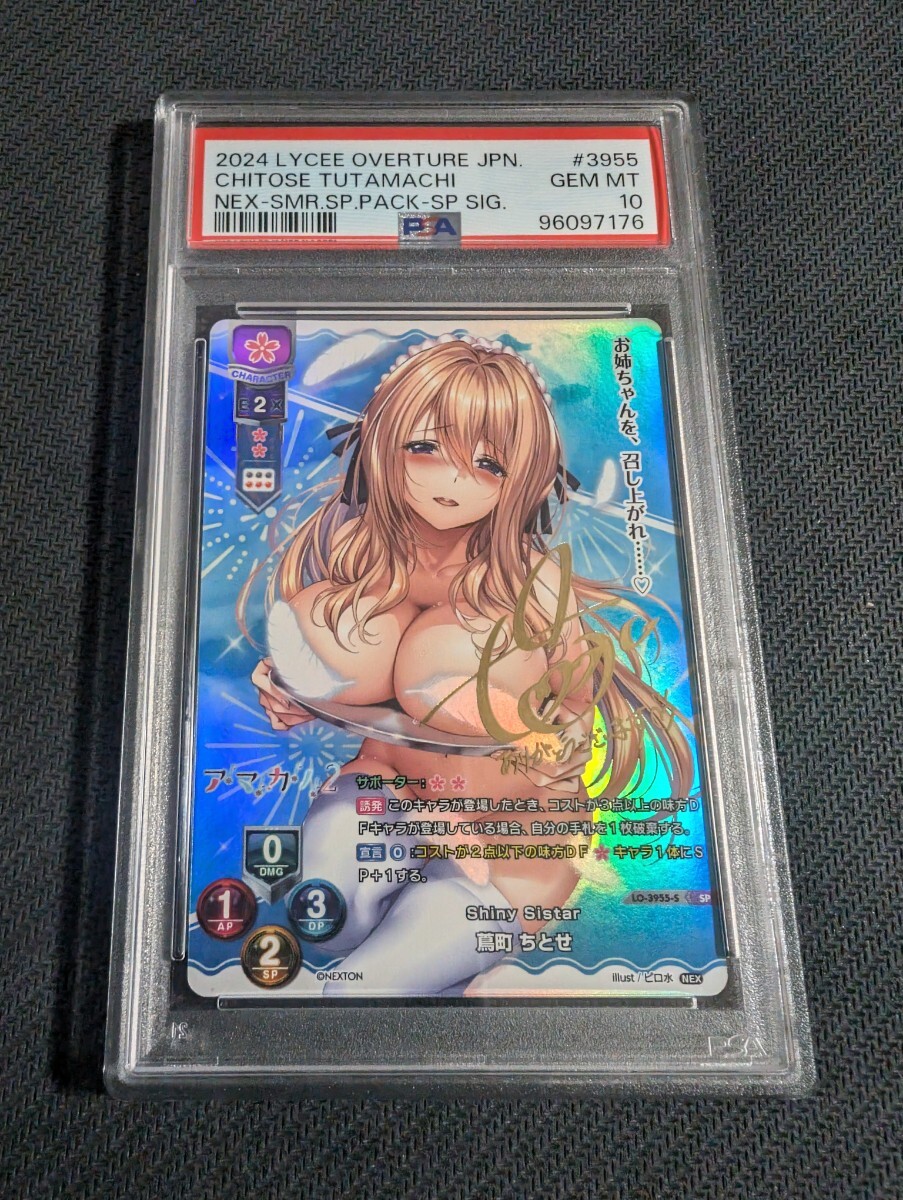 2024 LYCEE OVERTURE JPN. #3955
CHITOSE TUTAMACHI GEM MT
NEX-SMR.SP.PACK-SP SIG. 10
PSA 96097176
CHARACTER
E 2 X
お姉ちゃんを、召し上がれ……♡
ア・マ・カ・ノ2
サポーター:
誘発 このキャラが登場したとき、コストが3点以上の味方D
Fキャラが登場している場合、自分の手札を1枚破棄する。
宣言 0:コストが2点以下の味方DF キャラ1体にS
P+1する。
0
DMG
1
AP
3
DP
2
SP
LO-3955-S SP
Shiny Sistar
蔦町 ちとせ
©NEXTON
illust / ピロ水 NEX
PSA